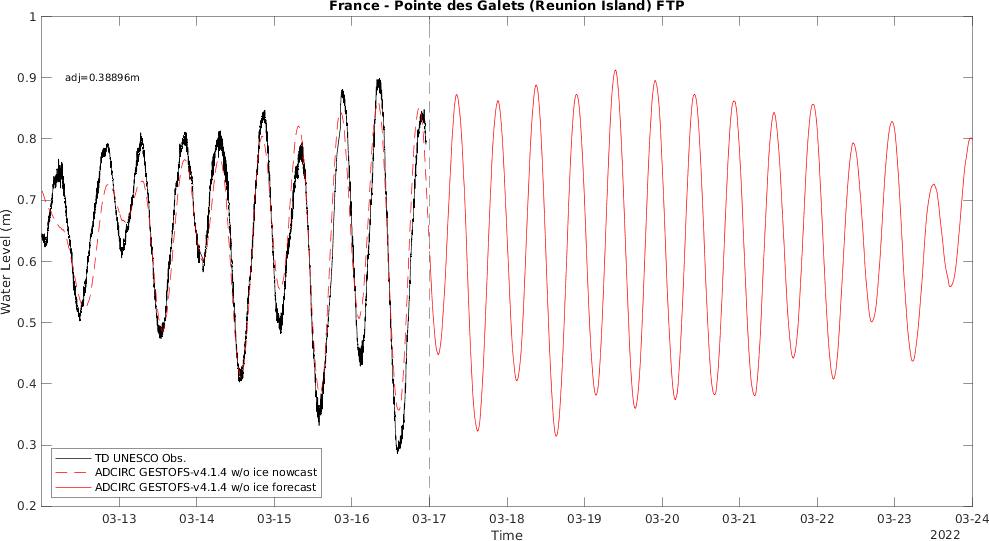 France - Pointe des Galets (Reunion Island) FTP
1
0.9
0.8
0.7
0.6
0.5
0.4
0.3
0.2
Water Level (m)
adj=0.38896m
TD UNESCO Obs.
ADCIRC GESTOFS-v4.1.4 w/o ice nowcast
ADCIRC GESTOFS-v4.1.4 w/o ice forecast
03-13 03-14 03-15 03-16 03-17 03-18 03-19 03-20 03-21 03-22 03-23 03-24
Time
2022